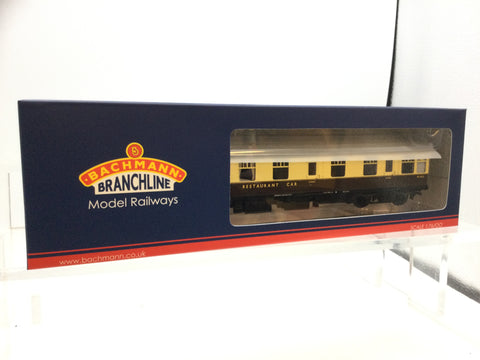 BACHMANN
BRANCHLINE
Model Railways
RESTAURANT CAR
www.bachmann.co.uk